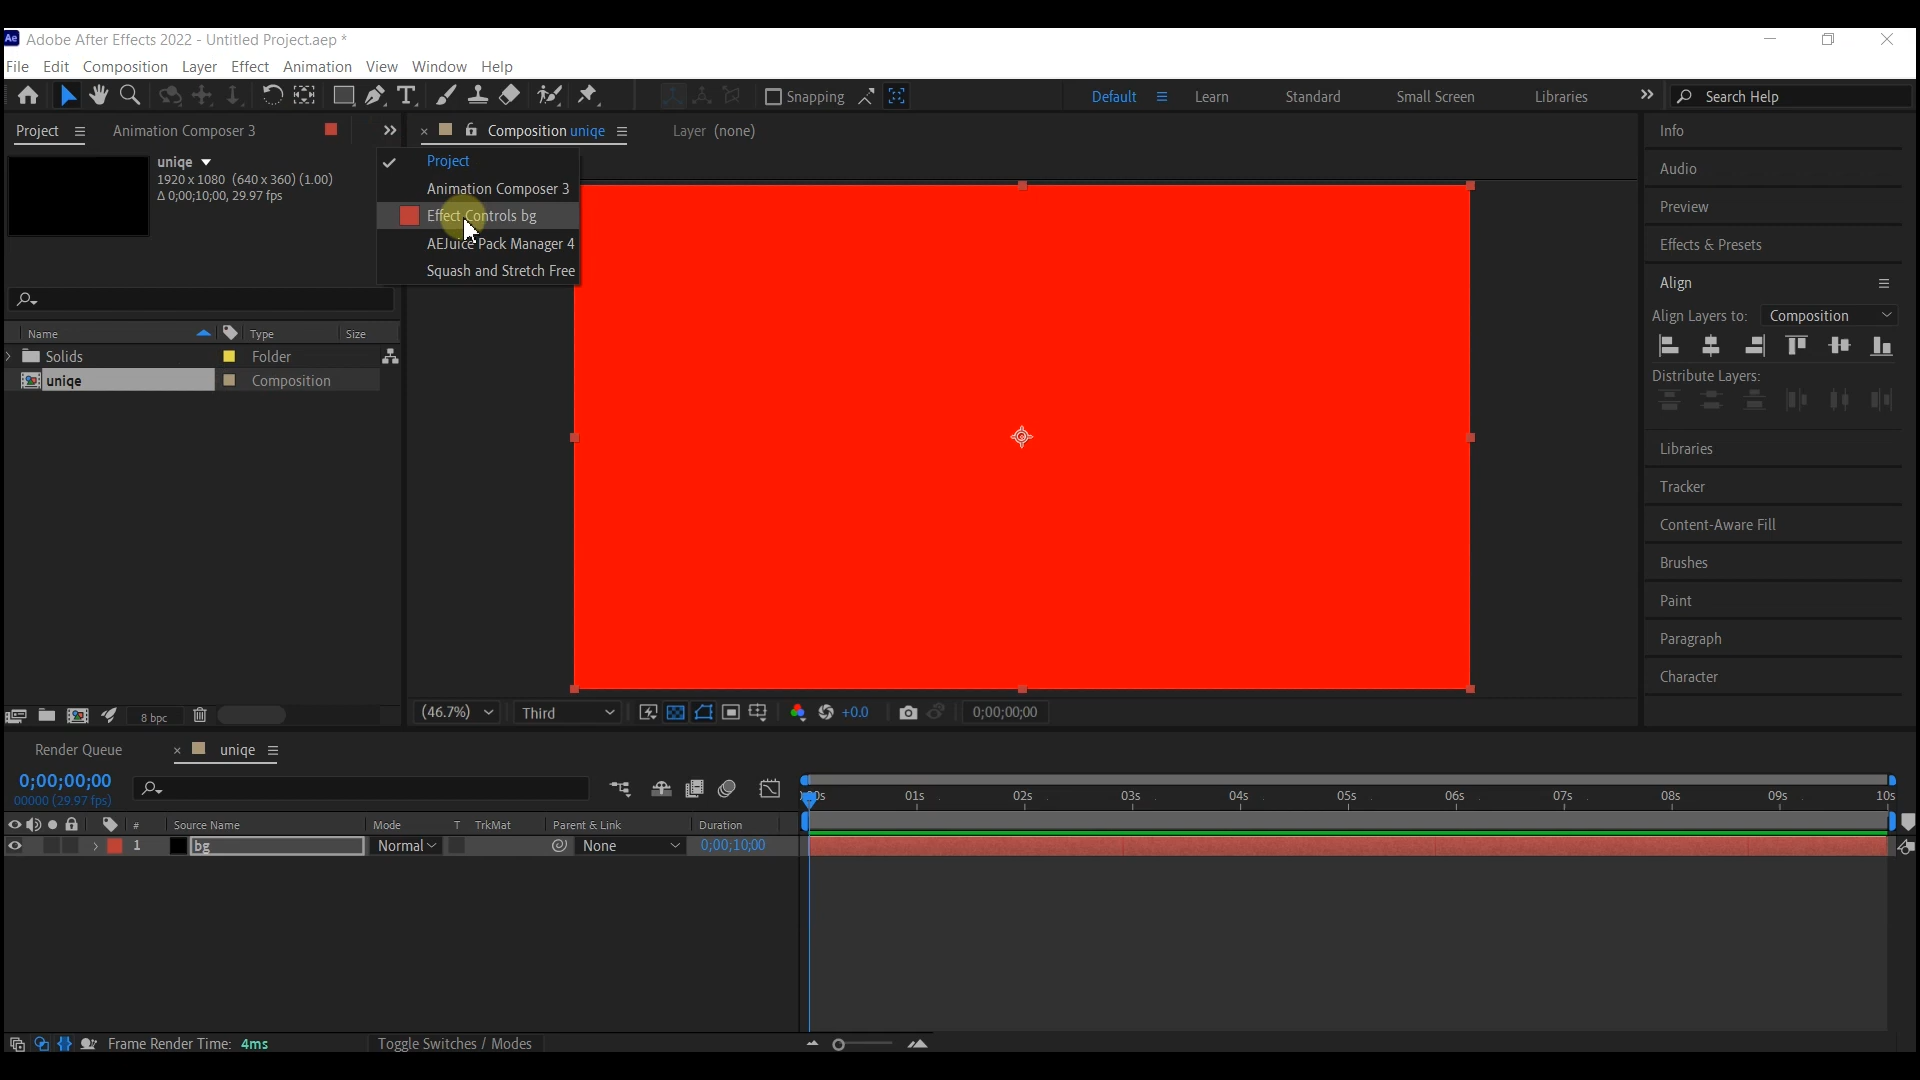 Ae Adobe After Effects 2022 - Untitled Project.aep *
File Edit Composition Layer Effect Animation View Window Help
Snapping Default Learn Standard Small Screen Libraries Search Help
Project Animation Composer 3 Composition uniqe Layer (none)
uniqe
1920 x 1080 (640 x 360) (1.00)
Δ 0;00;10;00, 29.97 fps
Project
Animation Composer 3
Effect Controls bg
AEJuice Pack Manager 4
Squash and Stretch Free
Name Type Size
Solids Folder
uniqe Composition
8 bpc
(46.7%) Third +0.0 0;00;00;00
Info
Audio
Preview
Effects & Presets
Align
Align Layers to: Composition
Distribute Layers:
Libraries
Tracker
Content-Aware Fill
Brushes
Paint
Paragraph
Character
Render Queue uniqe
0;00;00;00
00000 (29.97 fps)
01s 02s 03s 04s 05s 06s 07s 08s 09s 10s
# Source Name Mode T TrkMat Parent & Link Duration
1 bg Normal None 0;00;10;00
Frame Render Time: 4ms Toggle Switches / Modes